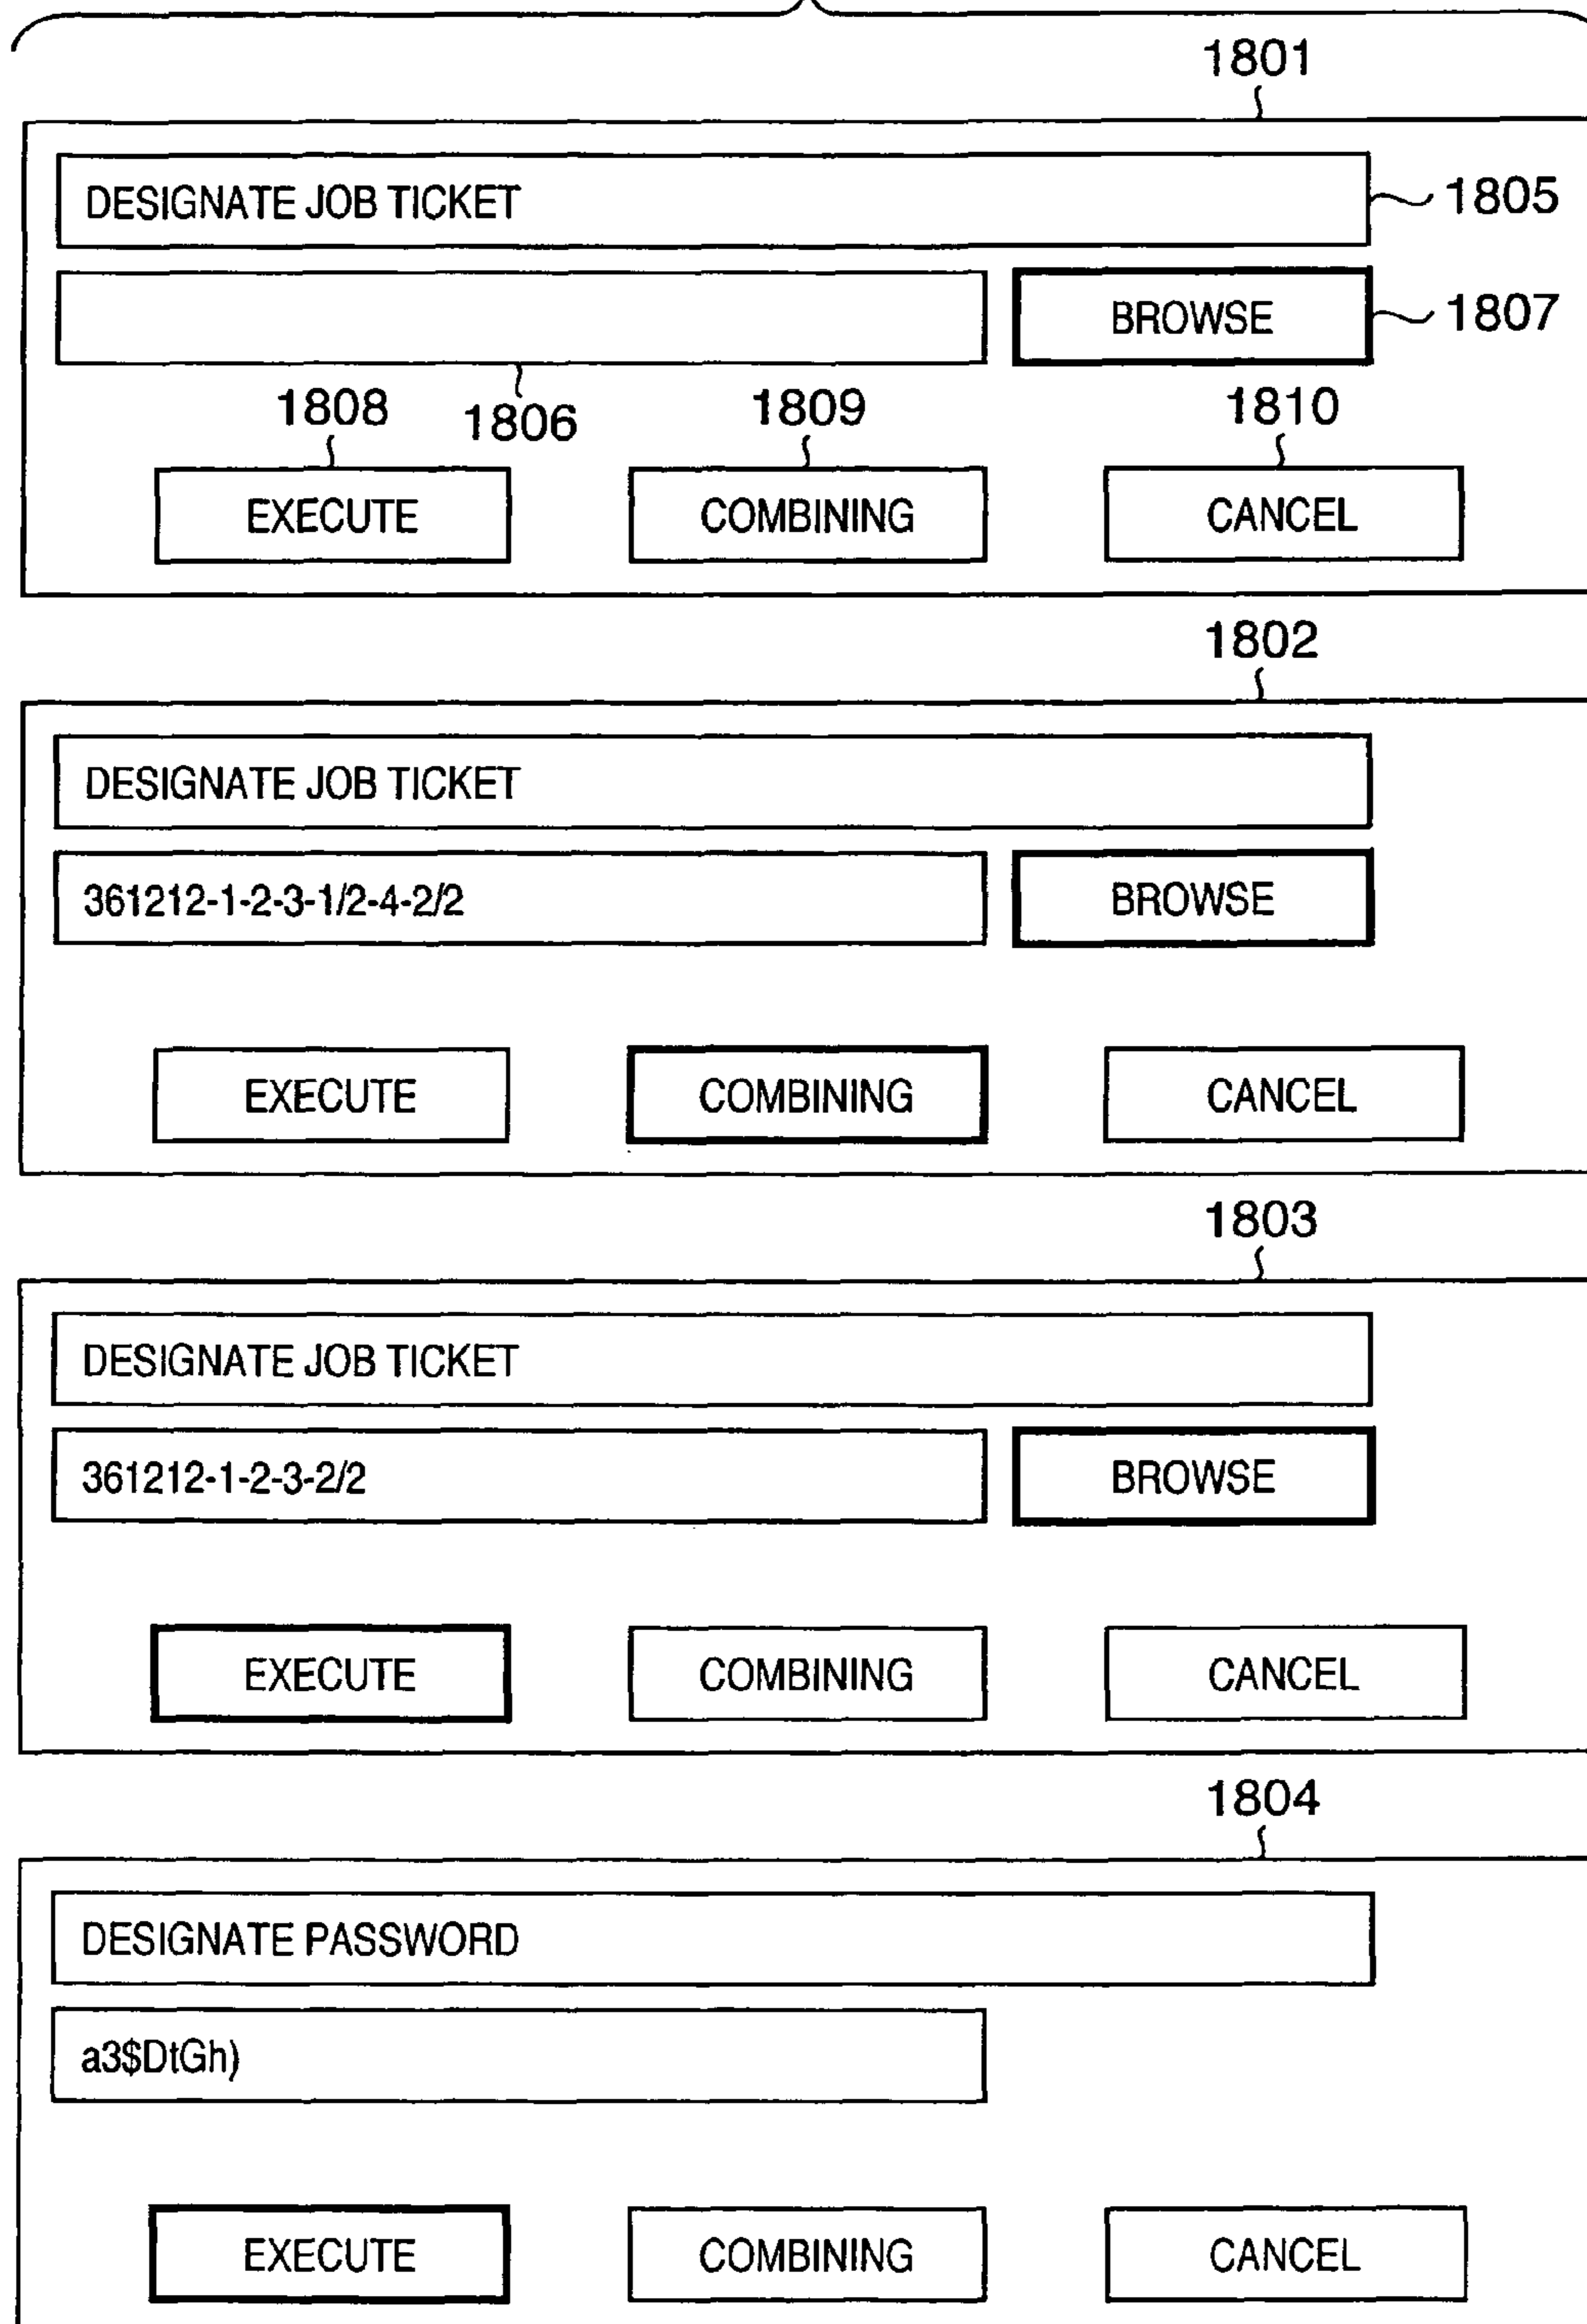 1801
DESIGNATE JOB TICKET 1805
BROWSE 1807
1808 1806 1809 1810
EXECUTE COMBINING CANCEL
1802
DESIGNATE JOB TICKET
361212-1-2-3-1/2-4-2/2 BROWSE
EXECUTE COMBINING CANCEL
1803
DESIGNATE JOB TICKET
361212-1-2-3-2/2 BROWSE
EXECUTE COMBINING CANCEL
1804
DESIGNATE PASSWORD
a3$DtGh)
EXECUTE COMBINING CANCEL